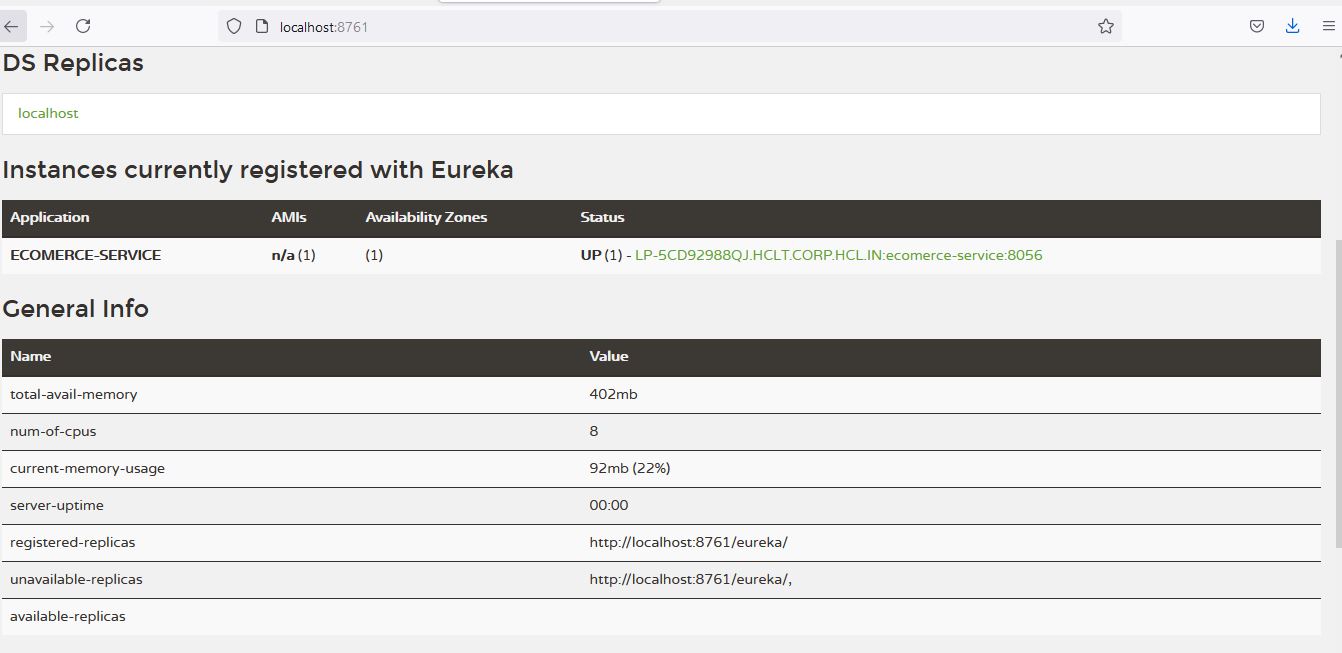 localhost:8761
DS Replicas
localhost
Instances currently registered with Eureka
Application AMIs Availability Zones Status
ECOMERCE-SERVICE n/a (1) (1) UP (1) - LP-5CD92988QJ.HCLT.CORP.HCL.IN:ecomerce-service:8056
General Info
Name Value
total-avail-memory 402mb
num-of-cpus 8
current-memory-usage 92mb (22%)
server-uptime 00:00
registered-replicas http://localhost:8761/eureka/
unavailable-replicas http://localhost:8761/eureka/,
available-replicas